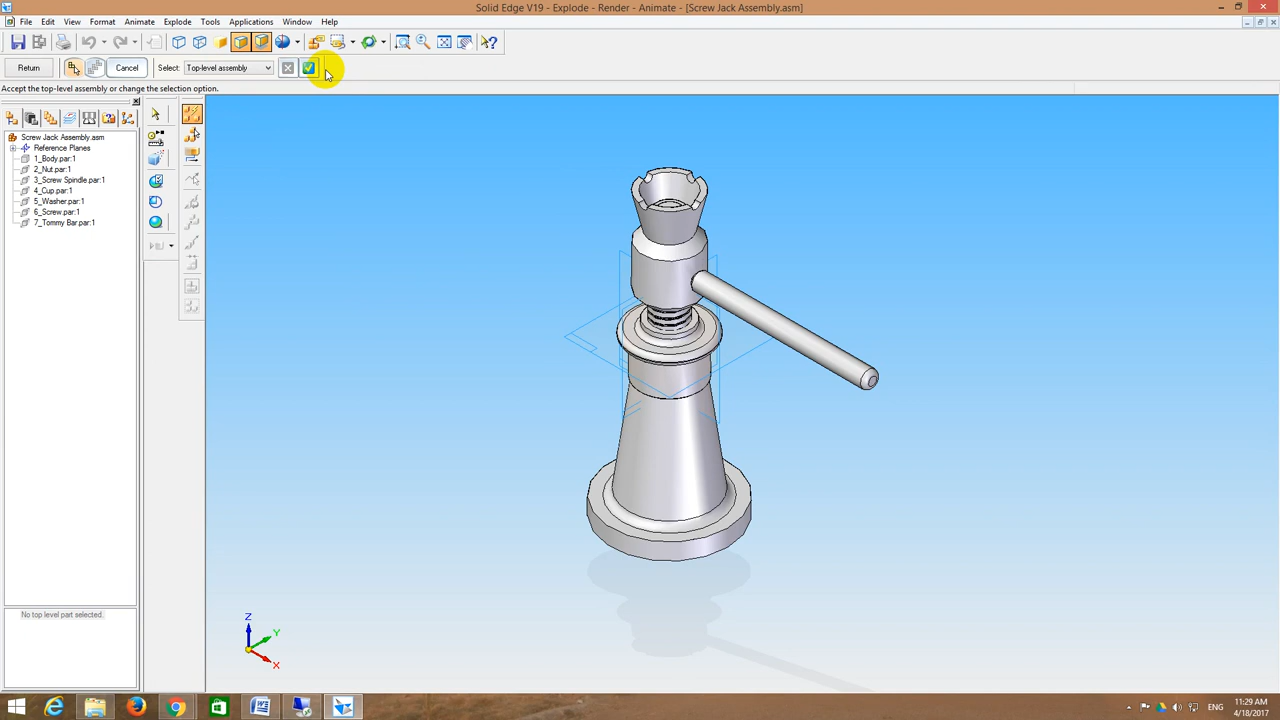 Solid Edge V19 - Explode - Render - Animate - [Screw Jack Assembly.asm]
File Edit View Format Animate Explode Tools Applications Window Help
Return Cancel Select: Top-level assembly
Accept the top-level assembly or change the selection option.
Screw Jack Assembly.asm
Reference Planes
1_Body.par:1
2_Nut.par:1
3_Screw Spindle.par:1
4_Cup.par:1
5_Washer.par:1
6_Screw.par:1
7_Tommy Bar.par:1
No top level part selected.
Z
Y
X
ENG
11:29 AM
4/18/2017